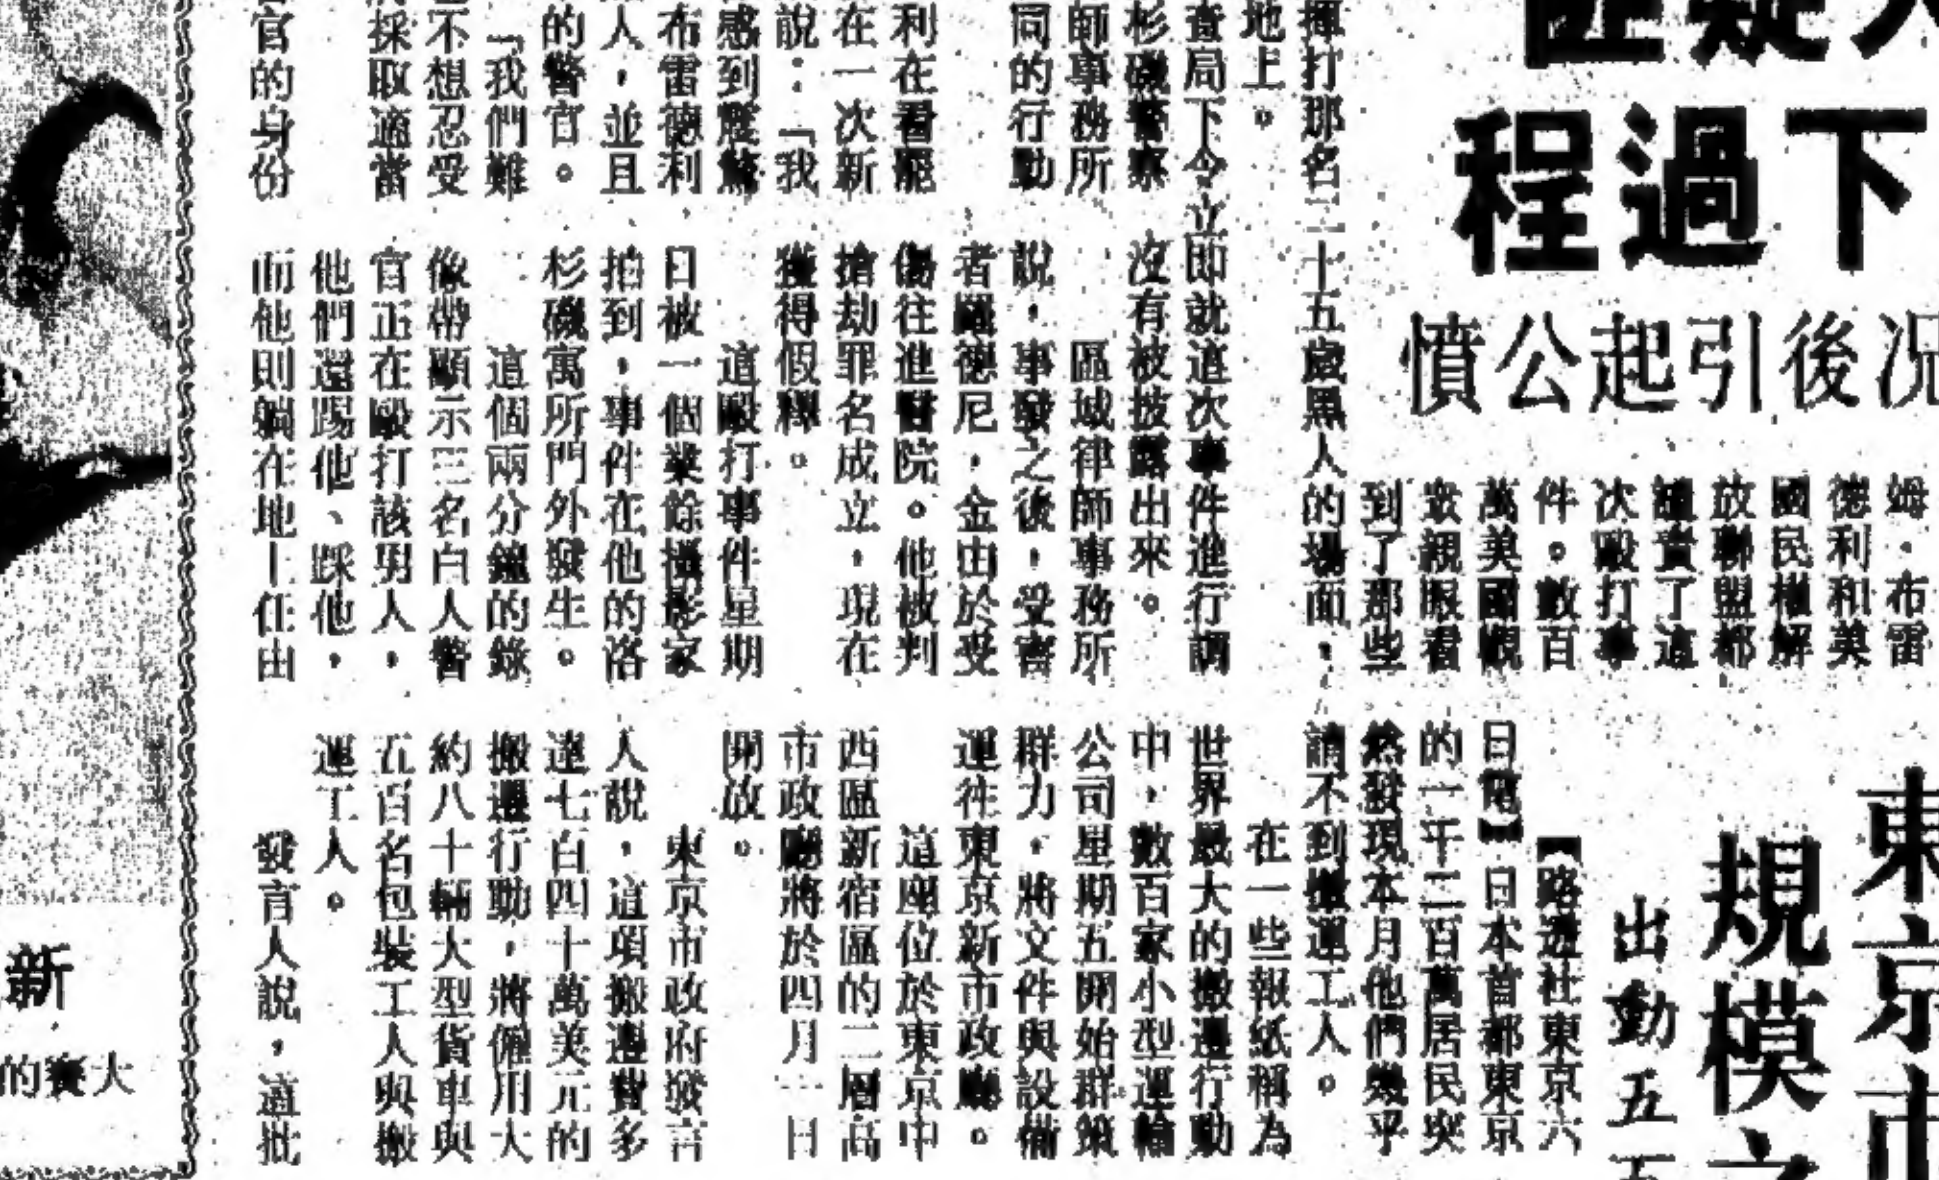 下過程
况後引起公憤
姆·布雷
德利和美
國民權解
放聯盟都
譴責了這
次毆打事
件。數百
萬美國觀
眾親眼看
到了那些
揮打那名二十五歲黑人的場面，
地上。
查局下令立即就這次事件進行調
杉磯警察
師事務所
同的行動
利在看罷
在一次新
說：「我
感到震驚
布雷德利
人，並且
的警官。
「我們難
不想忍受
採取適當
官的身份
沒有被披露出來。
區域律師事務所
說，事發之後，受害
者羅德尼，金由於受
傷往進醫院。他被判
搶劫罪名成立，現在
獲得假釋。
這毆打事件星期
日被一個業餘攝影家
拍到，事件在他的洛
杉磯寓所門外發生。
這個兩分鐘的錄
像帶顯示三名白人警
官正在毆打該男人，
他們還踢他、踩他，
而他則躺在地上任由
東京市
規模之
出動五五
【路透社東京六
日電】日本首都東京
的一千二百萬居民突
然發現本月他們幾乎
請不到搬運工人。
在一些報紙稱為
世界最大的搬遷行動
中，數百家小型運輸
公司星期五開始群策
群力，將文件與設備
運往東京新市政廳。
這座位於東京中
西區新宿區的二層高
市政廳將於四月一日
開放。
東京市政府發言
人說，這項搬遷費多
達七百四十萬美元的
搬遷行動，將僱用大
約八十輛大型貨車與
五百名包裝工人與搬
運工人。
發言人說，這批
新
大餐的